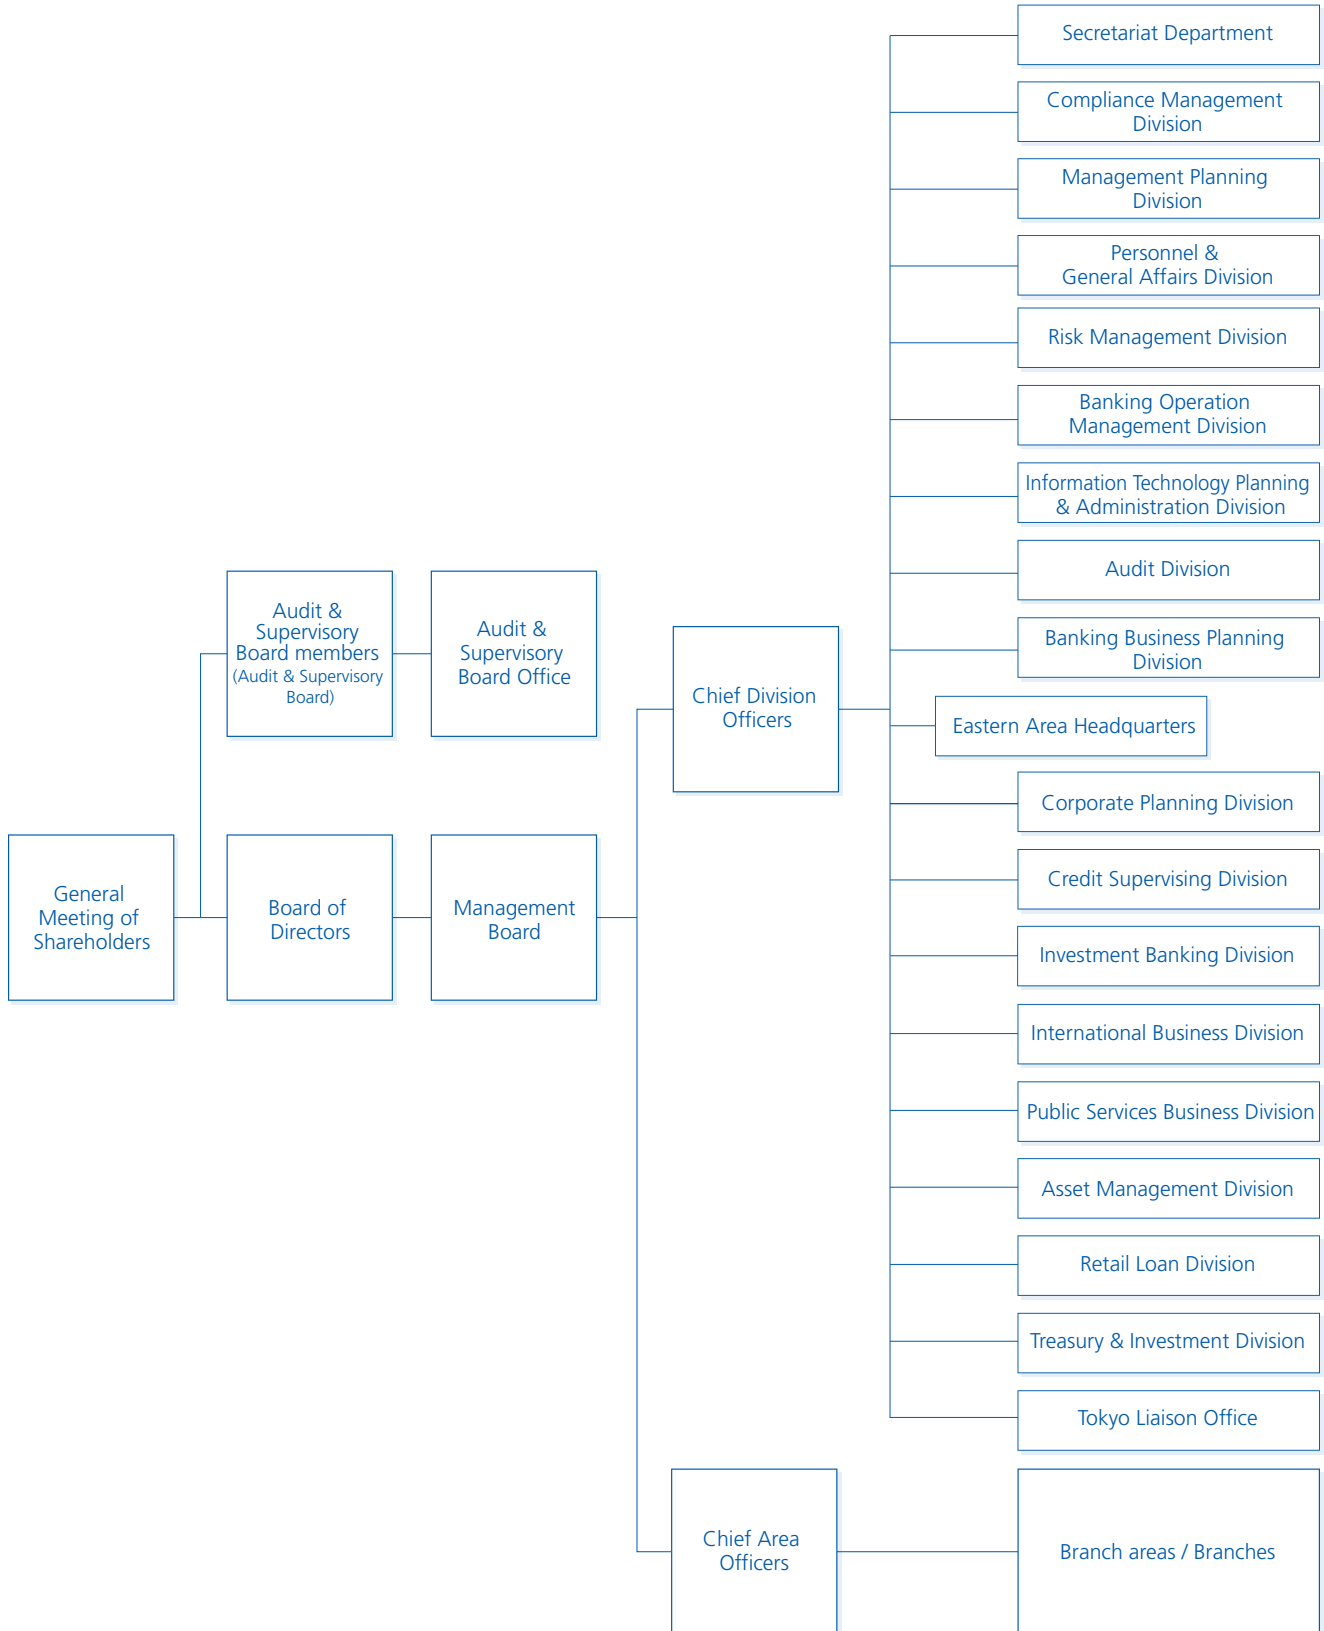 Secretariat Department
Compliance Management
Division
Management Planning
Division
Personnel &
General Affairs Division
Risk Management Division
Banking Operation
Management Division
Information Technology Planning
& Administration Division
Audit Division
Banking Business Planning
Division
Eastern Area Headquarters
Corporate Planning Division
Credit Supervising Division
Investment Banking Division
International Business Division
Public Services Business Division
Asset Management Division
Retail Loan Division
Treasury & Investment Division
Tokyo Liaison Office
Branch areas / Branches
Audit &
Supervisory
Board members
(Audit & Supervisory
Board)
Audit &
Supervisory
Board Office
Chief Division
Officers
General
Meeting of
Shareholders
Board of
Directors
Management
Board
Chief Area
Officers